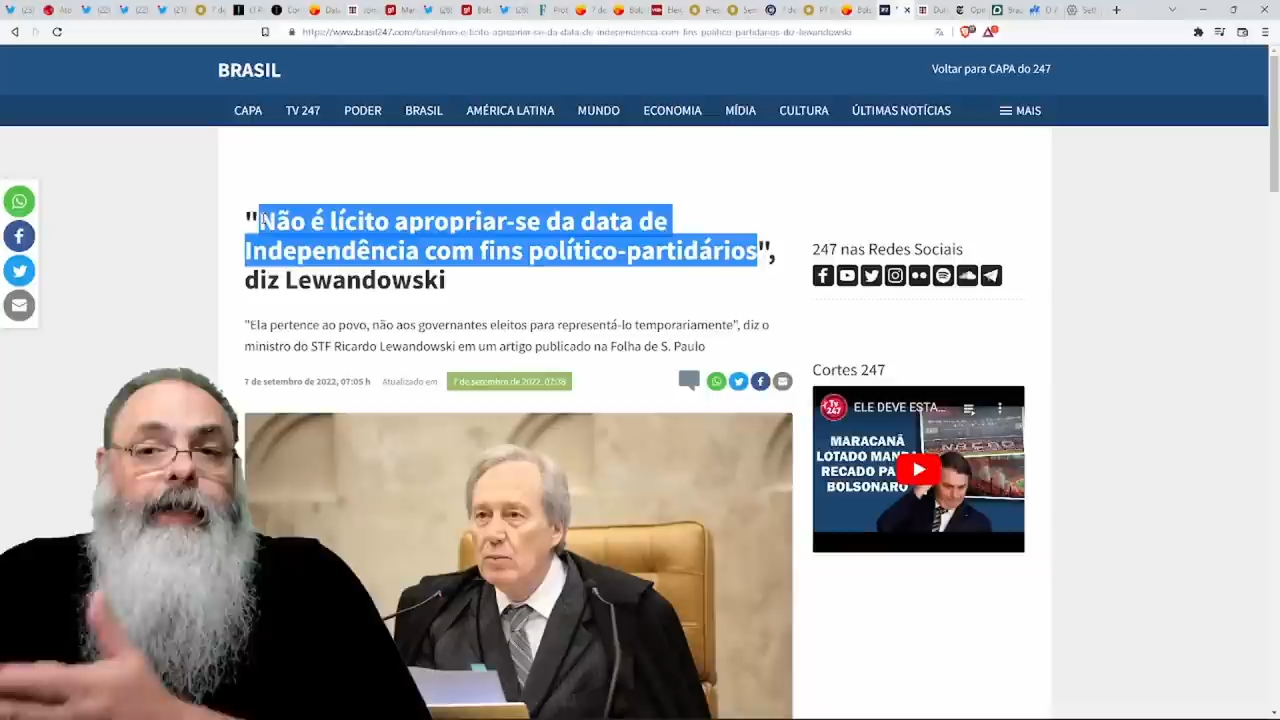 https://www.brasil247.com/brasil/nao-e-licito-apropriar-se-da-data-de-independencia-com-fins-politico-partidarios-diz-lewandowski
BRASIL
Voltar para CAPA do 247
CAPA TV 247 PODER BRASIL AMÉRICA LATINA MUNDO ECONOMIA MÍDIA CULTURA ÚLTIMAS NOTÍCIAS MAIS
"Não é lícito apropriar-se da data de
Independência com fins político-partidários",
diz Lewandowski
"Ela pertence ao povo, não aos governantes eleitos para representá-lo temporariamente", diz o
ministro do STF Ricardo Lewandowski em um artigo publicado na Folha de S. Paulo
7 de setembro de 2022, 07:05 h Atualizado em 7 de setembro de 2022, 07:38
247 nas Redes Sociais
Cortes 247
TV 247
ELE DEVE ESTA...
MARACANÃ
LOTADO MANDA
RECADO PA
BOLSONARO